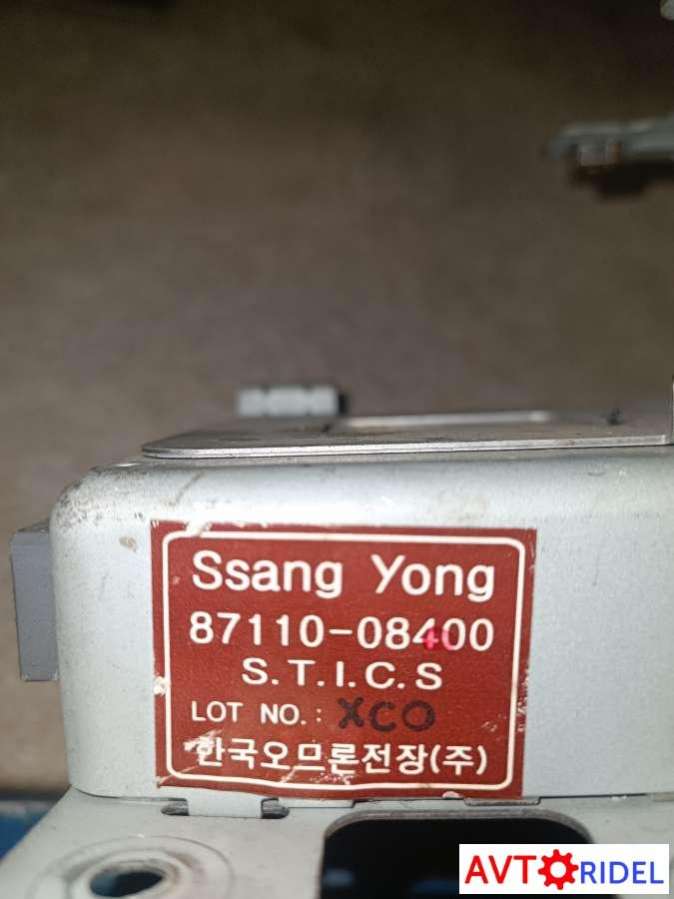 Ssang Yong
87110-08400
S.T.I.C.S
LOT NO.: XCO
한국오므론전장(주)
AVTORIDEL